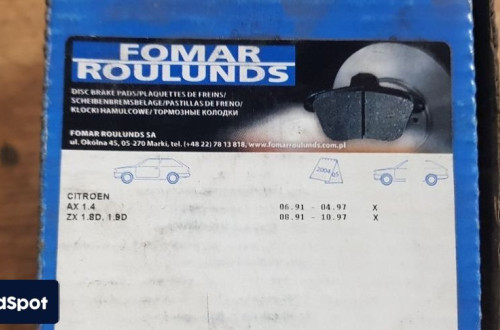 FOMAR
ROULUNDS
DISC BRAKE PADS/PLAQUETTES DE FREINS/
SCHEIBENBREMSBELAGE/PASTILLAS DE FRENO/
KLOCKI HAMULCOWE/ТОРМОЗНЫЕ КОЛОДКИ
FOMAR ROULUNDS SA
ul. Okólna 45, 05-270 Marki, tel. (+48 22) 78 13 818, www.fomarroulunds.com.pl
CITROEN
AX 1.4 06.91 - 04.97 X
ZX 1.8D, 1.9D 08.91 - 10.97 X
dSpot